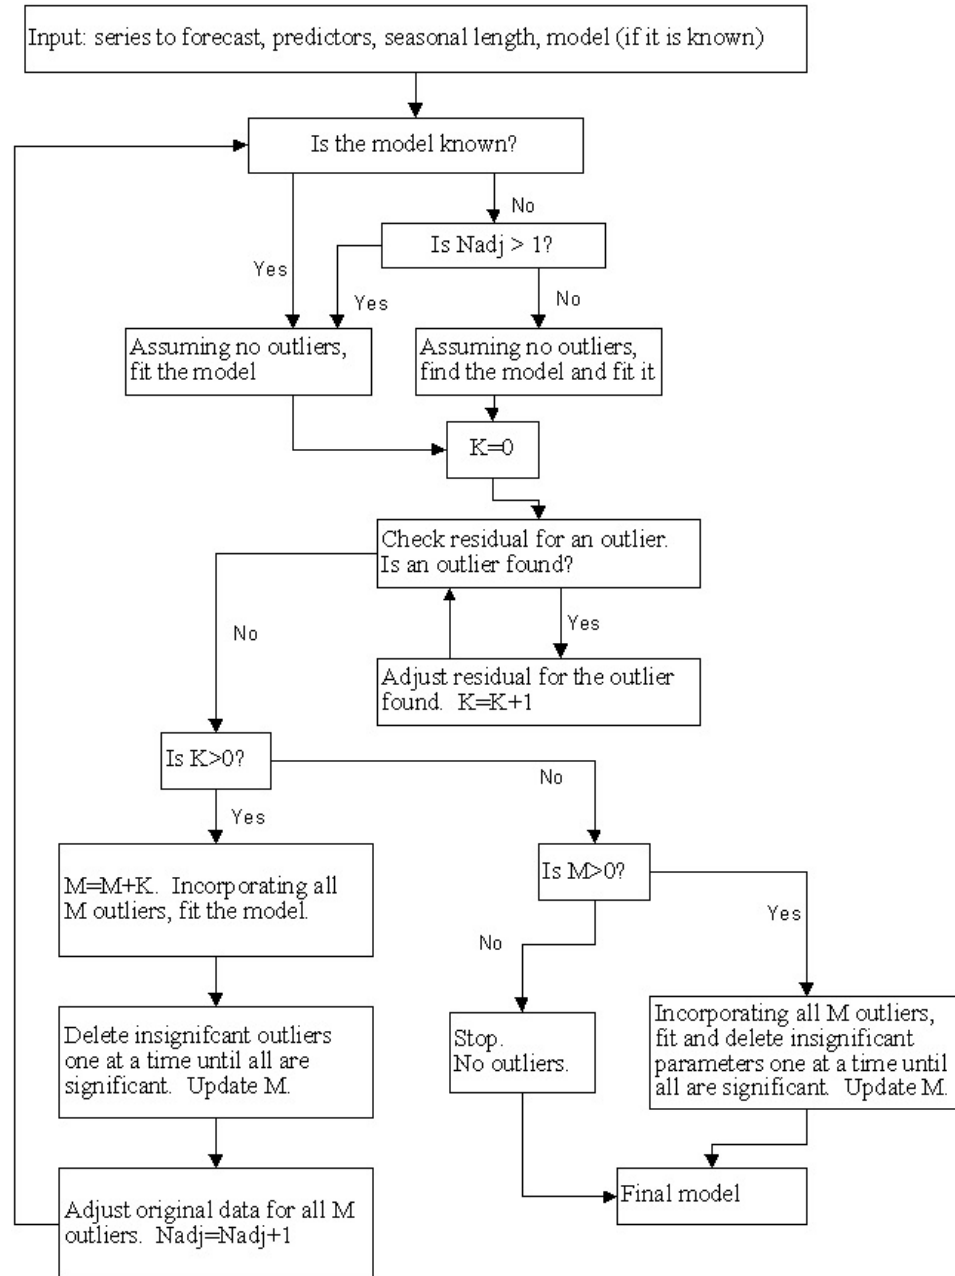 Input: series to forecast, predictors, seasonal length, model (if it is known)
Is the model known?
No
Is Nadj > 1?
Yes
Yes
No
Assuming no outliers,
fit the model
Assuming no outliers,
find the model and fit it
K=0
Check residual for an outlier.
Is an outlier found?
No
Yes
Adjust residual for the outlier
found. K=K+1
Is K>0?
No
Yes
M=M+K. Incorporating all
M outliers, fit the model.
Is M>0?
Yes
No
Delete insignifcant outliers
one at a time until all are
significant. Update M.
Stop.
No outliers.
Incorporating all M outliers,
fit and delete insignificant
parameters one at a time until
all are significant. Update M.
Adjust original data for all M
outliers. Nadj=Nadj+1
Final model